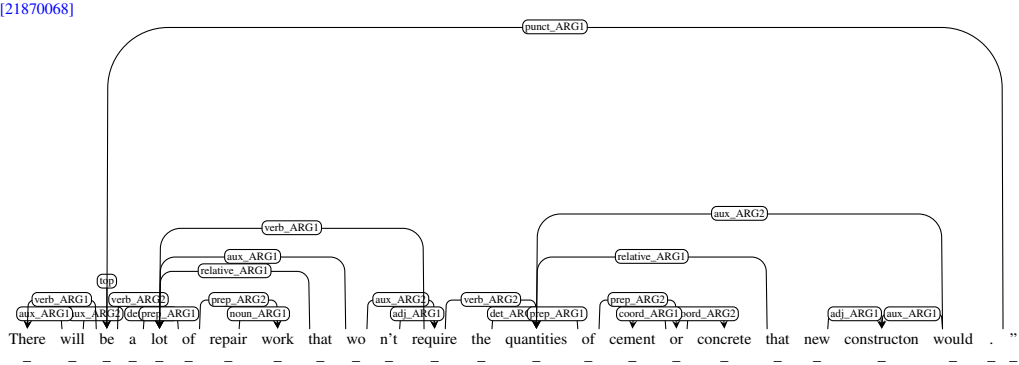 [21870068]
punct_ARG1
aux_ARG2
verb_ARG1
aux_ARG1 relative_ARG1
relative_ARG1
top
verb_ARG1 verb_ARG2 prep_ARG2 aux_ARG2 verb_ARG2 prep_ARG2
aux_ARG1 prep_ARG1 noun_ARG1 adj_ARG1 prep_ARG1 coord_ARG1 adj_ARG1 aux_ARG1
There will be a lot of repair work that wo n't require the quantities of cement or concrete that new constructon would . ”
_ _ _ _ _ _ _ _ _ _ _ _ _ _ _ _ _ _ _ _ _ _ _ _ _